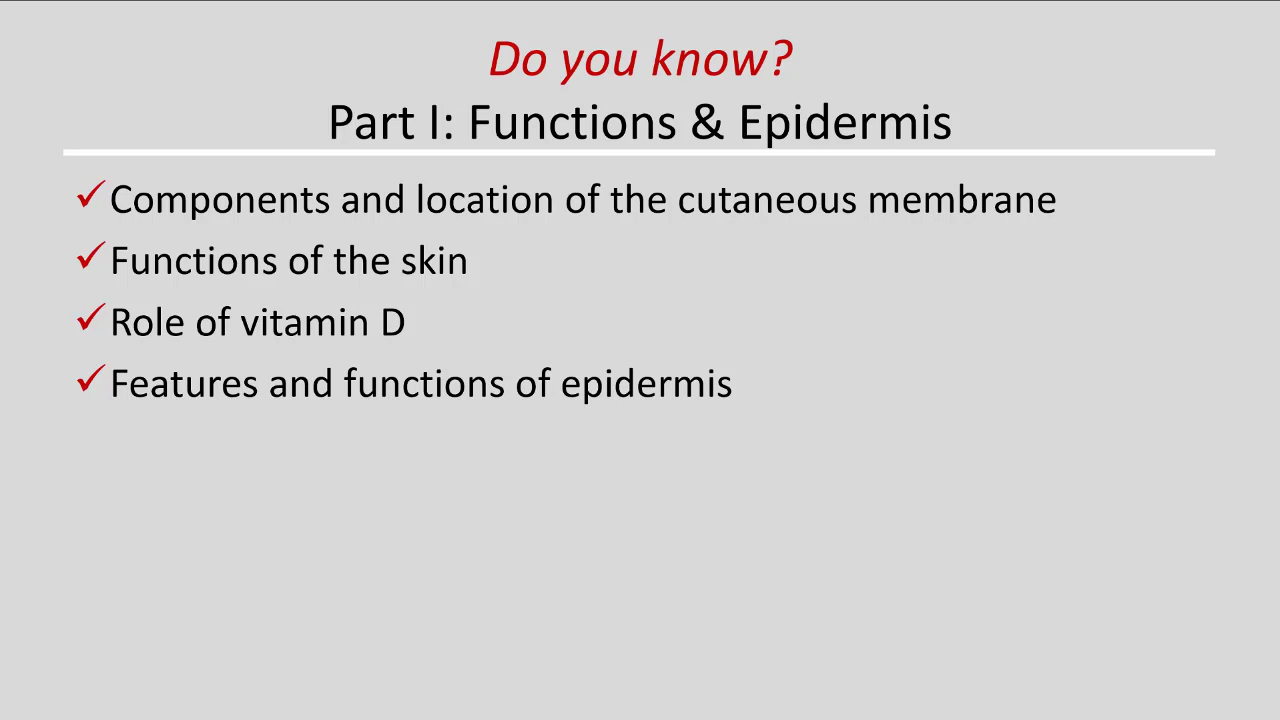 Do you know?
Part I: Functions & Epidermis
✓Components and location of the cutaneous membrane
✓Functions of the skin
✓Role of vitamin D
✓Features and functions of epidermis